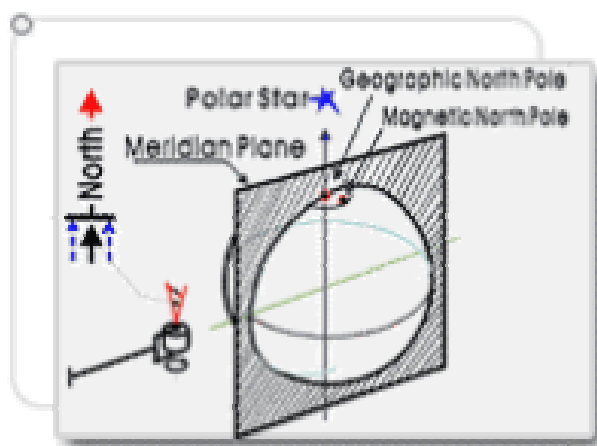 Geographic North Pole
Polar Star
Magnetic North Pole
Meridian Plane
North